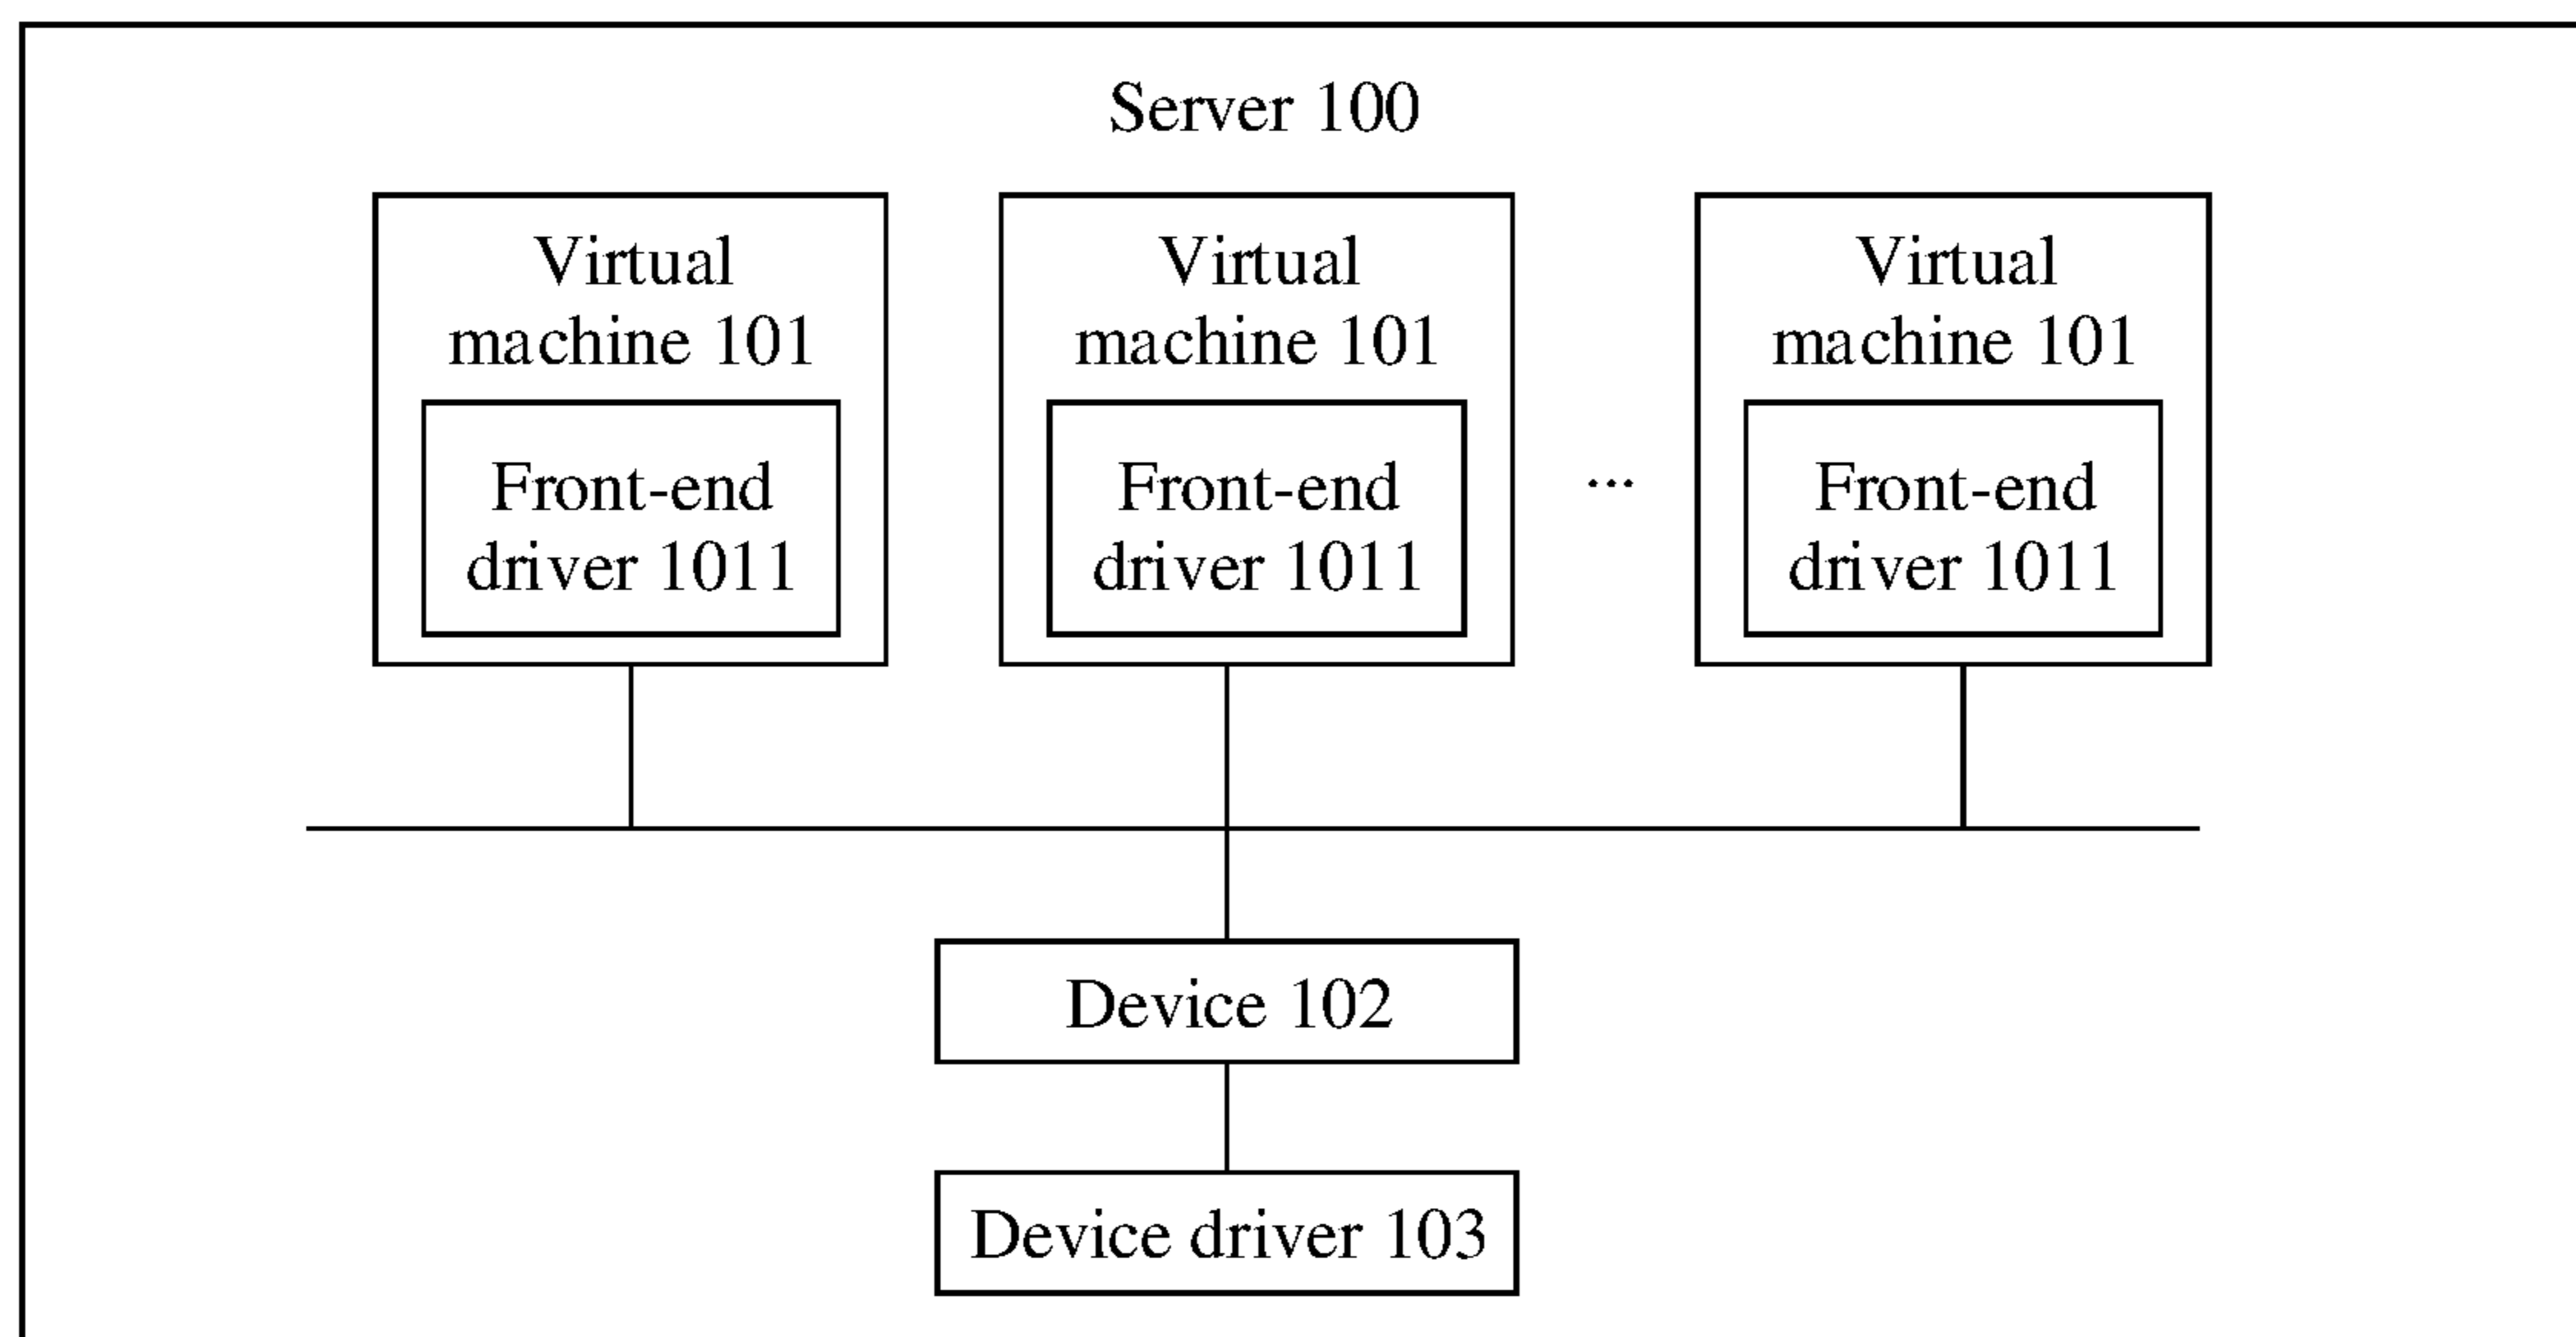 Server 100
Virtual
machine 101
Front-end
driver 1011
Virtual
machine 101
Front-end
driver 1011
...
Virtual
machine 101
Front-end
driver 1011
Device 102
Device driver 103